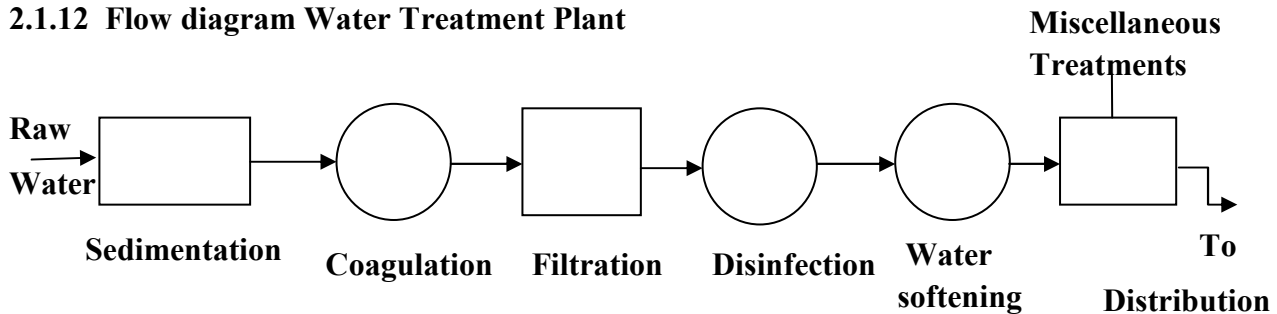 2.1.12 Flow diagram Water Treatment Plant
Miscellaneous
Treatments
Raw
Water
Sedimentation
Coagulation
Filtration
Disinfection
Water
softening
To
Distribution